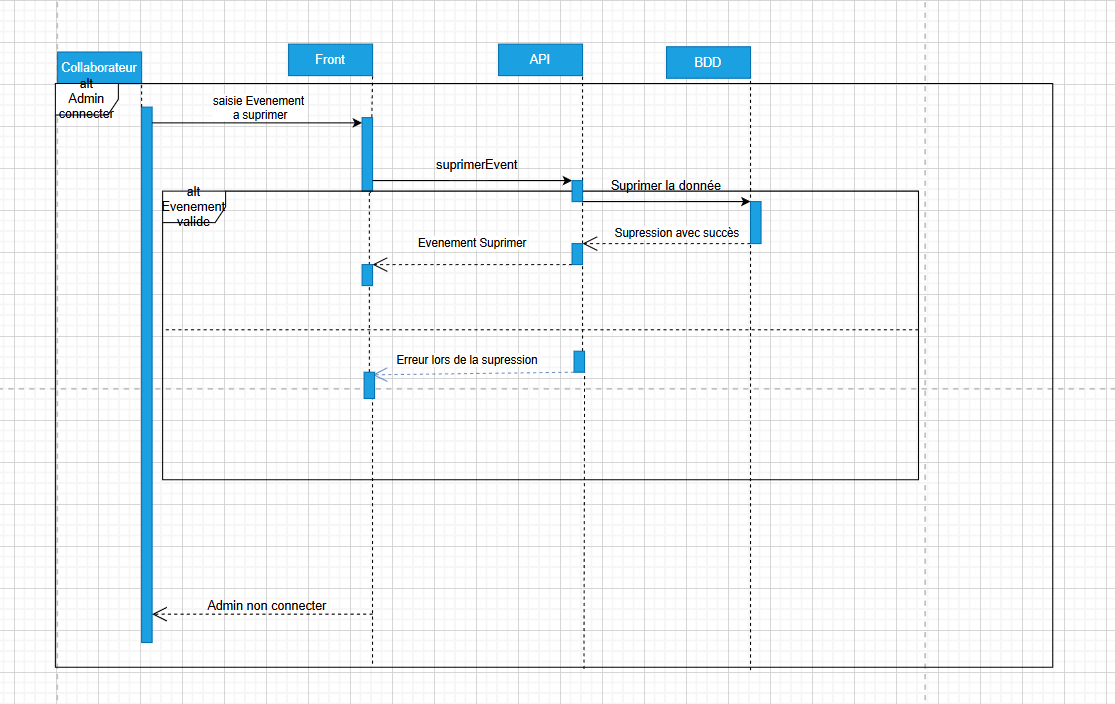 Collaborateur
Front
API
BDD
alt
Admin
connecter
saisie Evenement
a suprimer
suprimerEvent
Suprimer la donnée
alt
Evenement
valide
Supression avec succès
Evenement Suprimer
Erreur lors de la supression
Admin non connecter